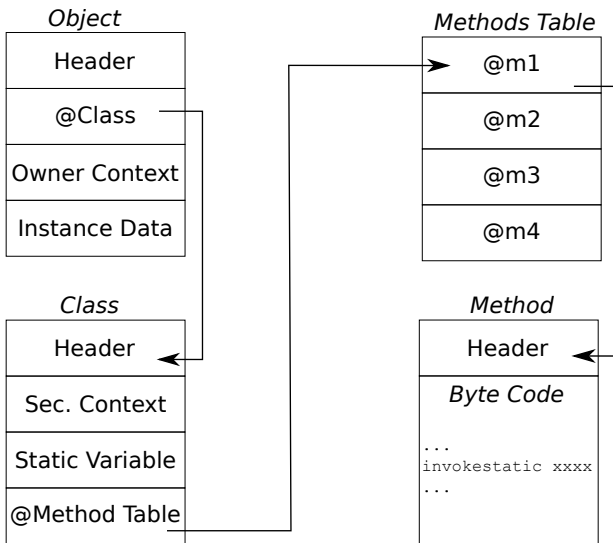 Object
Header
@Class
Owner Context
Instance Data
Class
Header
Sec. Context
Static Variable
@Method Table
Methods Table
@m1
@m2
@m3
@m4
Method
Header
Byte Code
...
invokestatic xxxx
...